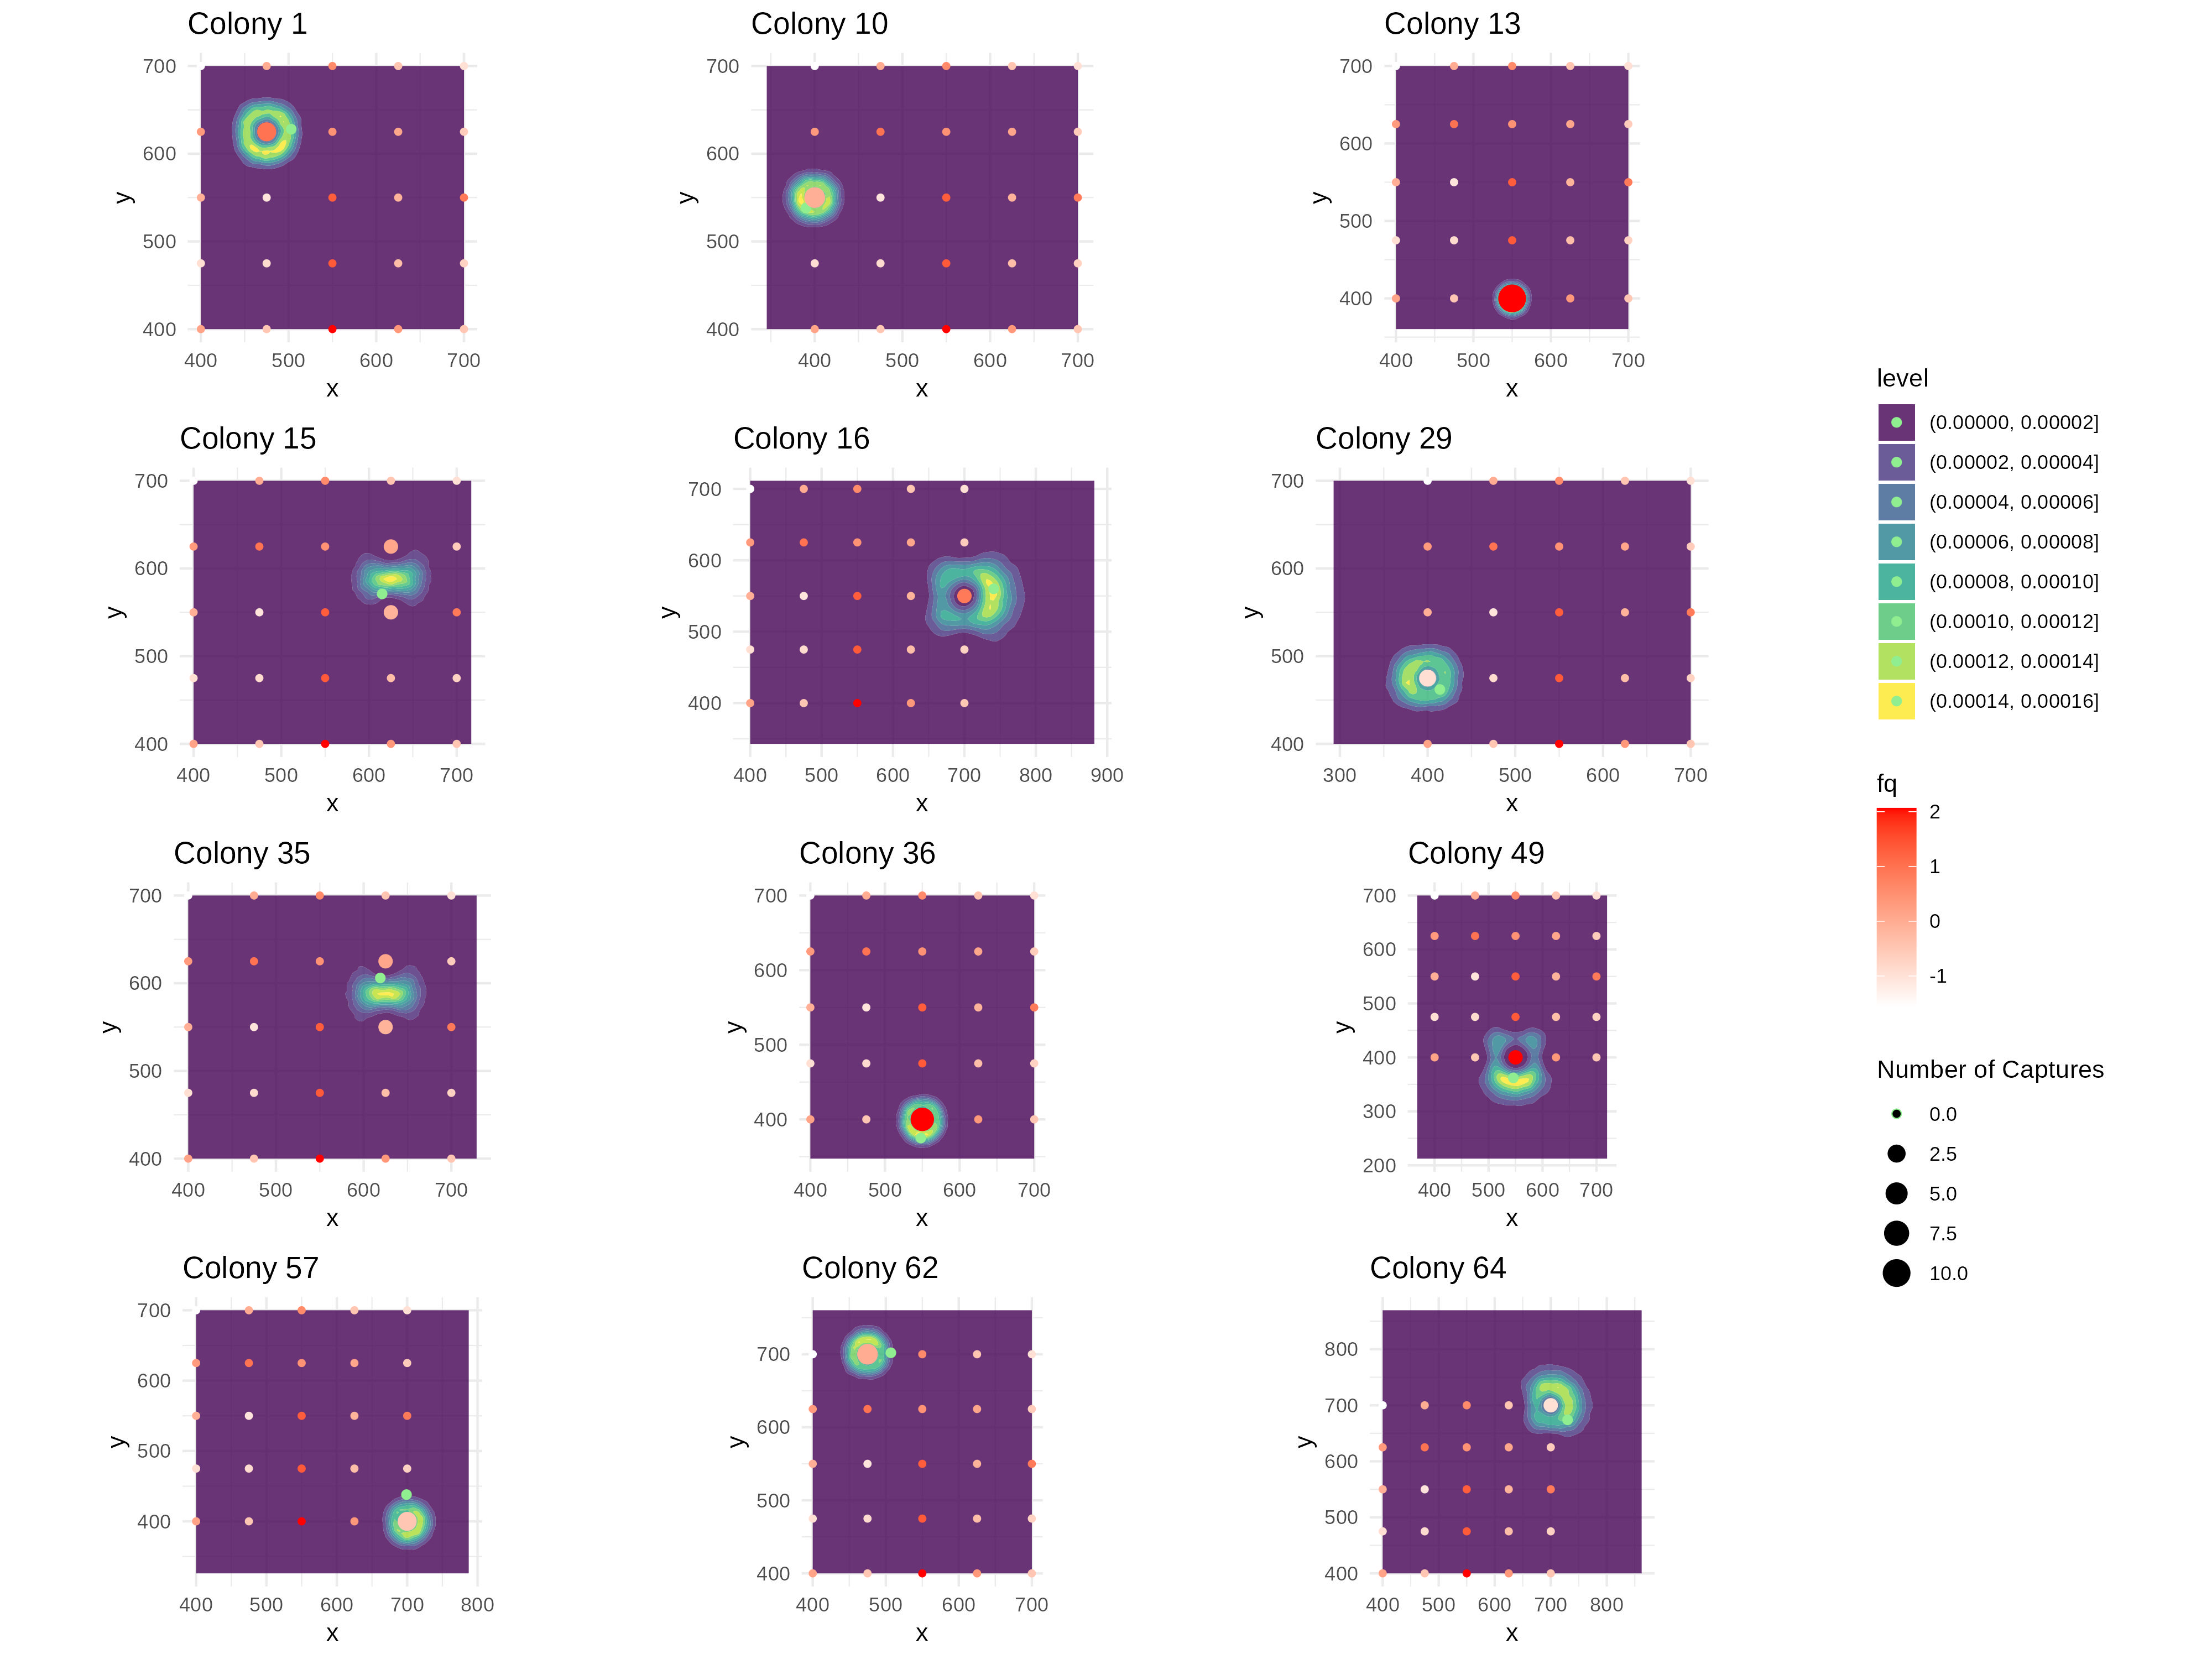 Colony 1
Colony 10
Colony 13
700
600
500
400
y
400 500 600 700
x
700
600
500
400
y
400 500 600 700
x
700
600
500
400
y
400 500 600 700
x
Colony 15
Colony 16
Colony 29
700
600
500
400
y
400 500 600 700
x
700
600
500
400
y
400 500 600 700 800 900
x
700
600
500
400
y
300 400 500 600 700
x
Colony 35
Colony 36
Colony 49
700
600
500
400
y
400 500 600 700
x
700
600
500
400
y
400 500 600 700
x
700
600
500
400
300
200
y
400 500 600 700
x
Colony 57
Colony 62
Colony 64
700
600
500
400
y
400 500 600 700 800
x
700
600
500
400
y
400 500 600 700
x
800
700
600
500
400
y
400 500 600 700 800
x
level
(0.00000, 0.00002]
(0.00002, 0.00004]
(0.00004, 0.00006]
(0.00006, 0.00008]
(0.00008, 0.00010]
(0.00010, 0.00012]
(0.00012, 0.00014]
(0.00014, 0.00016]
fq
2
1
0
-1
Number of Captures
0.0
2.5
5.0
7.5
10.0